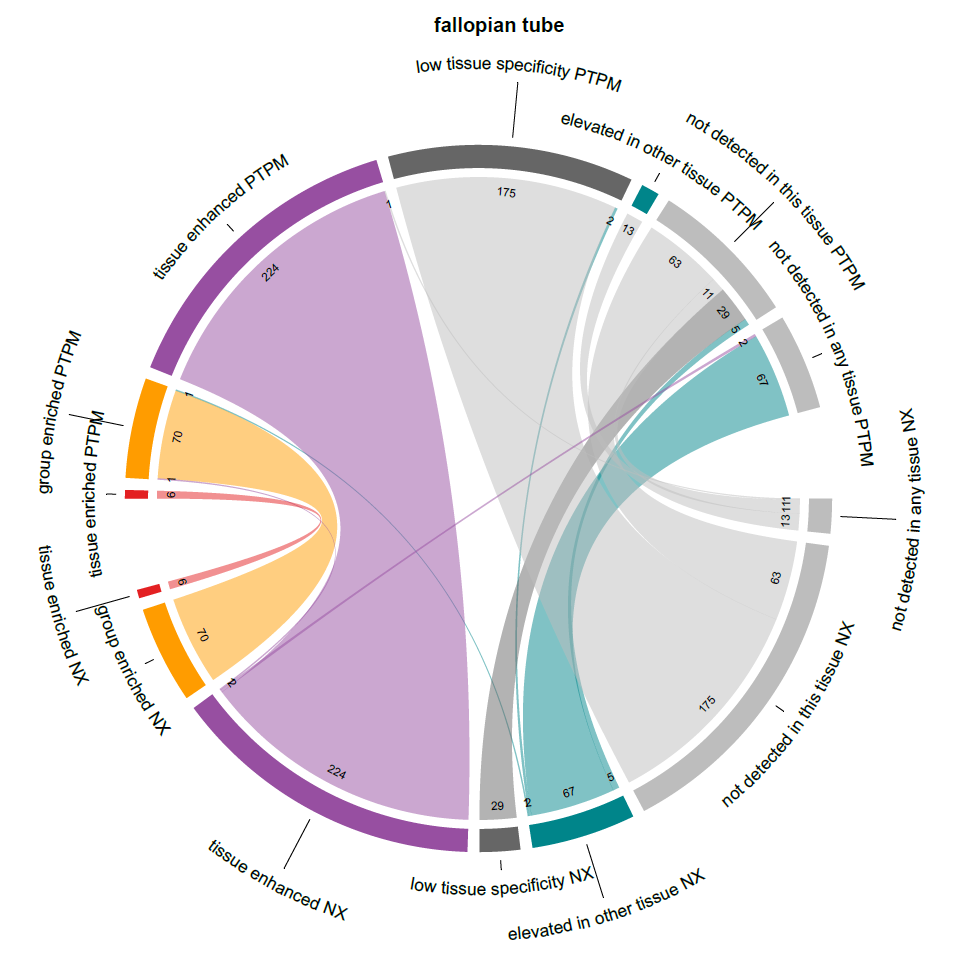 fallopian tube
low tissue specificity PTPM
elevated in other tissue PTPM
not detected in this tissue PTPM
not detected in any tissue PTPM
not detected in any tissue NX
not detected in this tissue NX
elevated in other tissue NX
low tissue specificity NX
tissue enhanced NX
group enriched NX
tissue enriched NX
tissue enriched PTPM
group enriched PTPM
tissue enhanced PTPM
1
175
2
13
63
11
29
5
2
67
13
111
63
175
5
67
2
29
224
2
70
6
6
1
70
1
224